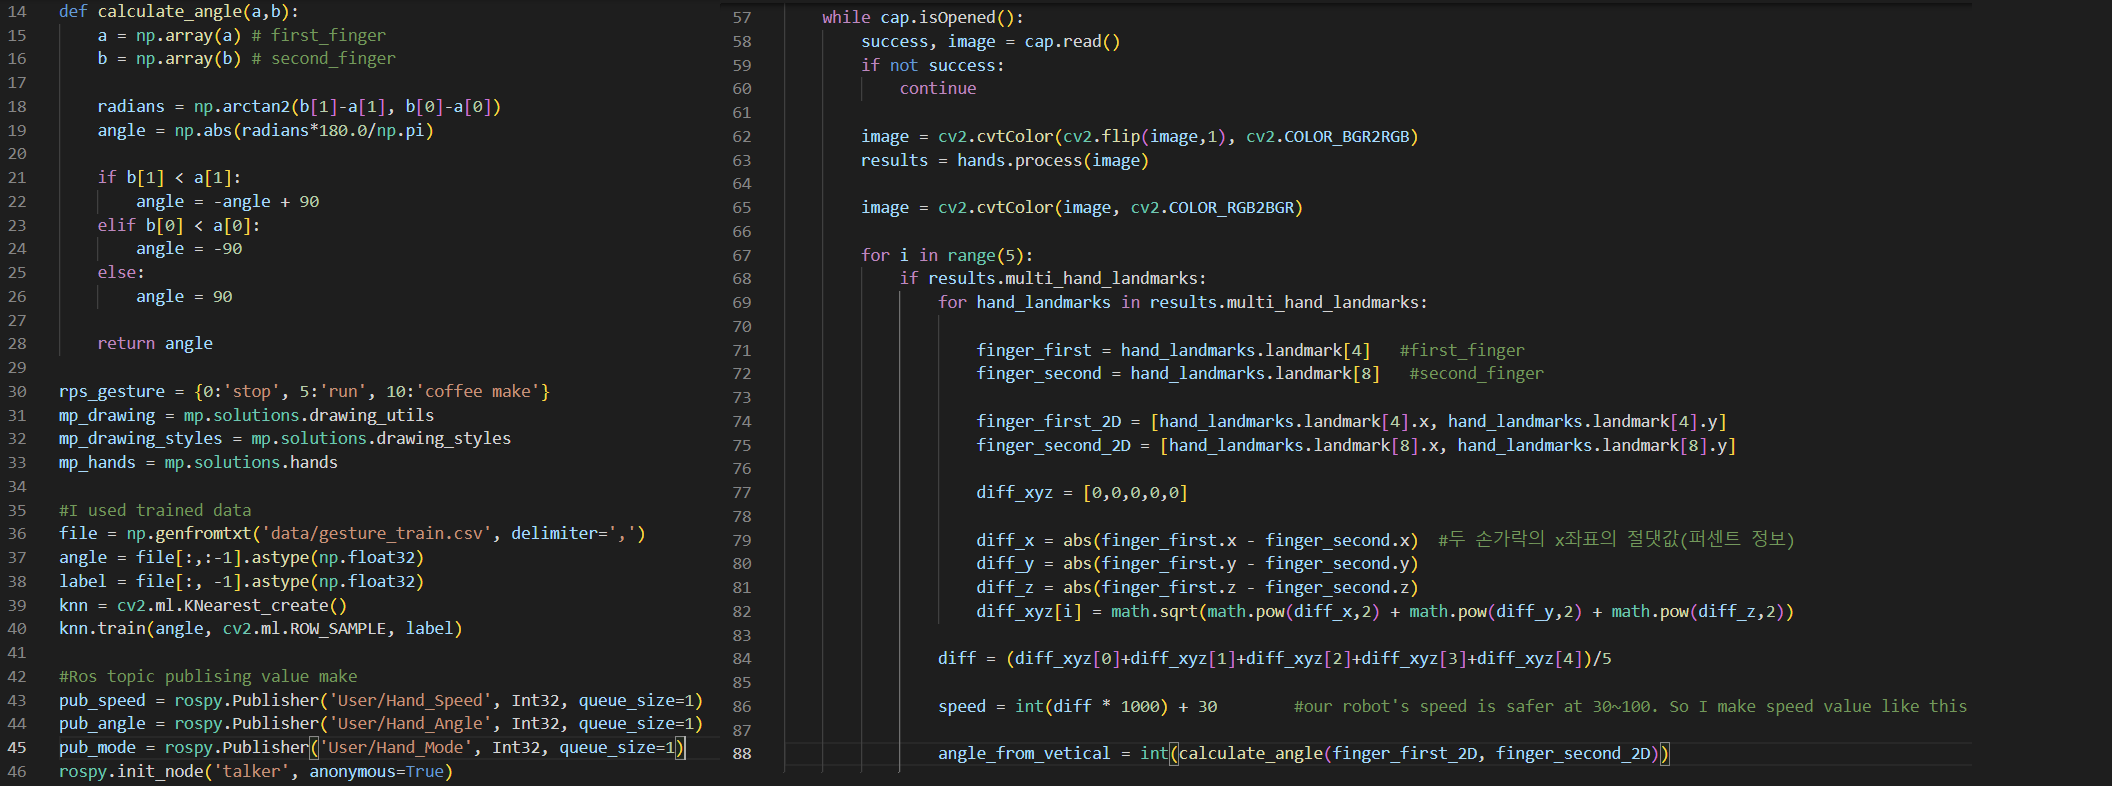 14 def calculate_angle(a,b):
15     a = np.array(a) # first_finger
16     b = np.array(b) # second_finger
17
18     radians = np.arctan2(b[1]-a[1], b[0]-a[0])
19     angle = np.abs(radians*180.0/np.pi)
20
21     if b[1] < a[1]:
22         angle = -angle + 90
23     elif b[0] < a[0]:
24         angle = -90
25     else:
26         angle = 90
27
28     return angle
29
30 rps_gesture = {0:'stop', 5:'run', 10:'coffee make'}
31 mp_drawing = mp.solutions.drawing_utils
32 mp_drawing_styles = mp.solutions.drawing_styles
33 mp_hands = mp.solutions.hands
34
35 #I used trained data
36 file = np.genfromtxt('data/gesture_train.csv', delimiter=',')
37 angle = file[:,:-1].astype(np.float32)
38 label = file[:, -1].astype(np.float32)
39 knn = cv2.ml.KNearest_create()
40 knn.train(angle, cv2.ml.ROW_SAMPLE, label)
41
42 #Ros topic publising value make
43 pub_speed = rospy.Publisher('User/Hand_Speed', Int32, queue_size=1)
44 pub_angle = rospy.Publisher('User/Hand_Angle', Int32, queue_size=1)
45 pub_mode = rospy.Publisher('User/Hand_Mode', Int32, queue_size=1)
46 rospy.init_node('talker', anonymous=True)
57 while cap.isOpened():
58     success, image = cap.read()
59     if not success:
60         continue
61
62     image = cv2.cvtColor(cv2.flip(image,1), cv2.COLOR_BGR2RGB)
63     results = hands.process(image)
64
65     image = cv2.cvtColor(image, cv2.COLOR_RGB2BGR)
66
67     for i in range(5):
68         if results.multi_hand_landmarks:
69             for hand_landmarks in results.multi_hand_landmarks:
70
71                 finger_first = hand_landmarks.landmark[4]   #first_finger
72                 finger_second = hand_landmarks.landmark[8]   #second_finger
73
74                 finger_first_2D = [hand_landmarks.landmark[4].x, hand_landmarks.landmark[4].y]
75                 finger_second_2D = [hand_landmarks.landmark[8].x, hand_landmarks.landmark[8].y]
76
77                 diff_xyz = [0,0,0,0,0]
78
79                 diff_x = abs(finger_first.x - finger_second.x)  #두 손가락의 x좌표의 절댓값(퍼센트 정보)
80                 diff_y = abs(finger_first.y - finger_second.y)
81                 diff_z = abs(finger_first.z - finger_second.z)
82                 diff_xyz[i] = math.sqrt(math.pow(diff_x,2) + math.pow(diff_y,2) + math.pow(diff_z,2))
83
84             diff = (diff_xyz[0]+diff_xyz[1]+diff_xyz[2]+diff_xyz[3]+diff_xyz[4])/5
85
86             speed = int(diff * 1000) + 30        #our robot's speed is safer at 30~100. So I make speed value like this
87
88             angle_from_vetical = int(calculate_angle(finger_first_2D, finger_second_2D))